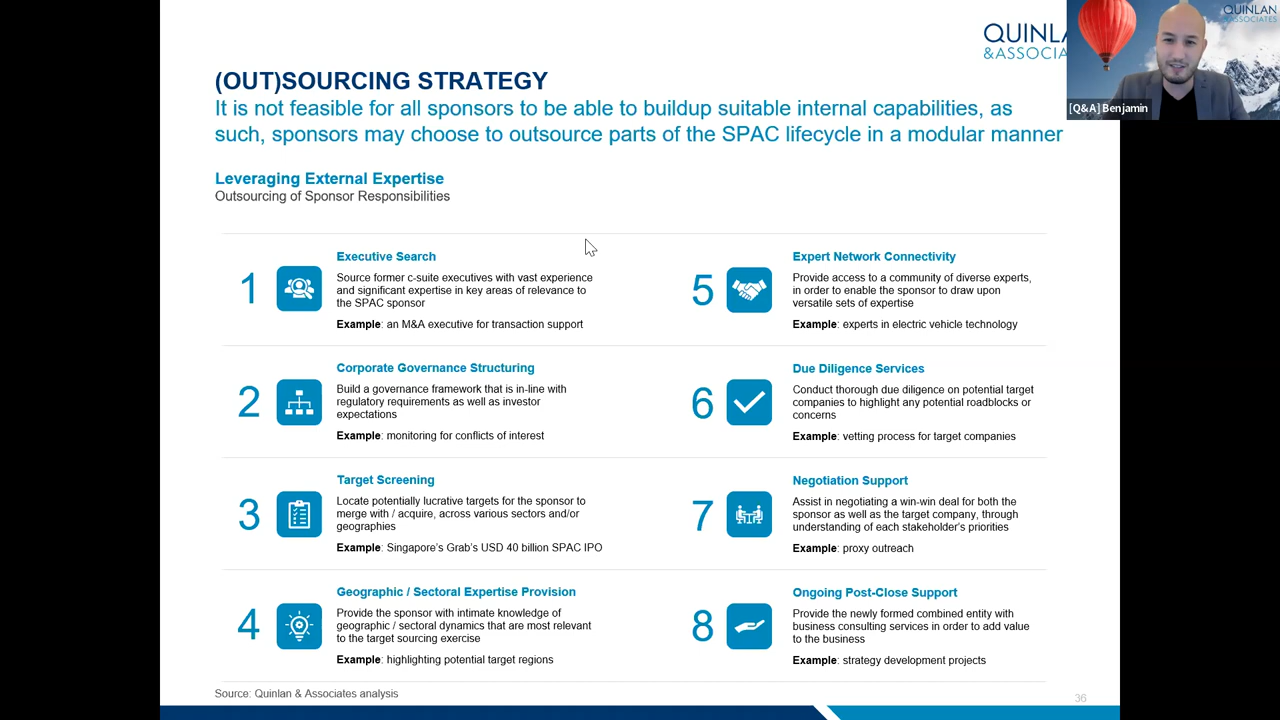 QUINLAN
& ASSOCIATES
[Q&A] Benjamin
QUINL
&ASSOCIA
(OUT)SOURCING STRATEGY
It is not feasible for all sponsors to be able to buildup suitable internal capabilities, as
such, sponsors may choose to outsource parts of the SPAC lifecycle in a modular manner
Leveraging External Expertise
Outsourcing of Sponsor Responsibilities
1
Executive Search
Source former c-suite executives with vast experience
and significant expertise in key areas of relevance to
the SPAC sponsor
Example: an M&A executive for transaction support
2
Corporate Governance Structuring
Build a governance framework that is in-line with
regulatory requirements as well as investor
expectations
Example: monitoring for conflicts of interest
3
Target Screening
Locate potentially lucrative targets for the sponsor to
merge with / acquire, across various sectors and/or
geographies
Example: Singapore's Grab's USD 40 billion SPAC IPO
4
Geographic / Sectoral Expertise Provision
Provide the sponsor with intimate knowledge of
geographic / sectoral dynamics that are most relevant
to the target sourcing exercise
Example: highlighting potential target regions
5
Expert Network Connectivity
Provide access to a community of diverse experts,
in order to enable the sponsor to draw upon
versatile sets of expertise
Example: experts in electric vehicle technology
6
Due Diligence Services
Conduct thorough due diligence on potential target
companies to highlight any potential roadblocks or
concerns
Example: vetting process for target companies
7
Negotiation Support
Assist in negotiating a win-win deal for both the
sponsor as well as the target company, through
understanding of each stakeholder's priorities
Example: proxy outreach
8
Ongoing Post-Close Support
Provide the newly formed combined entity with
business consulting services in order to add value
to the business
Example: strategy development projects
Source: Quinlan & Associates analysis
36